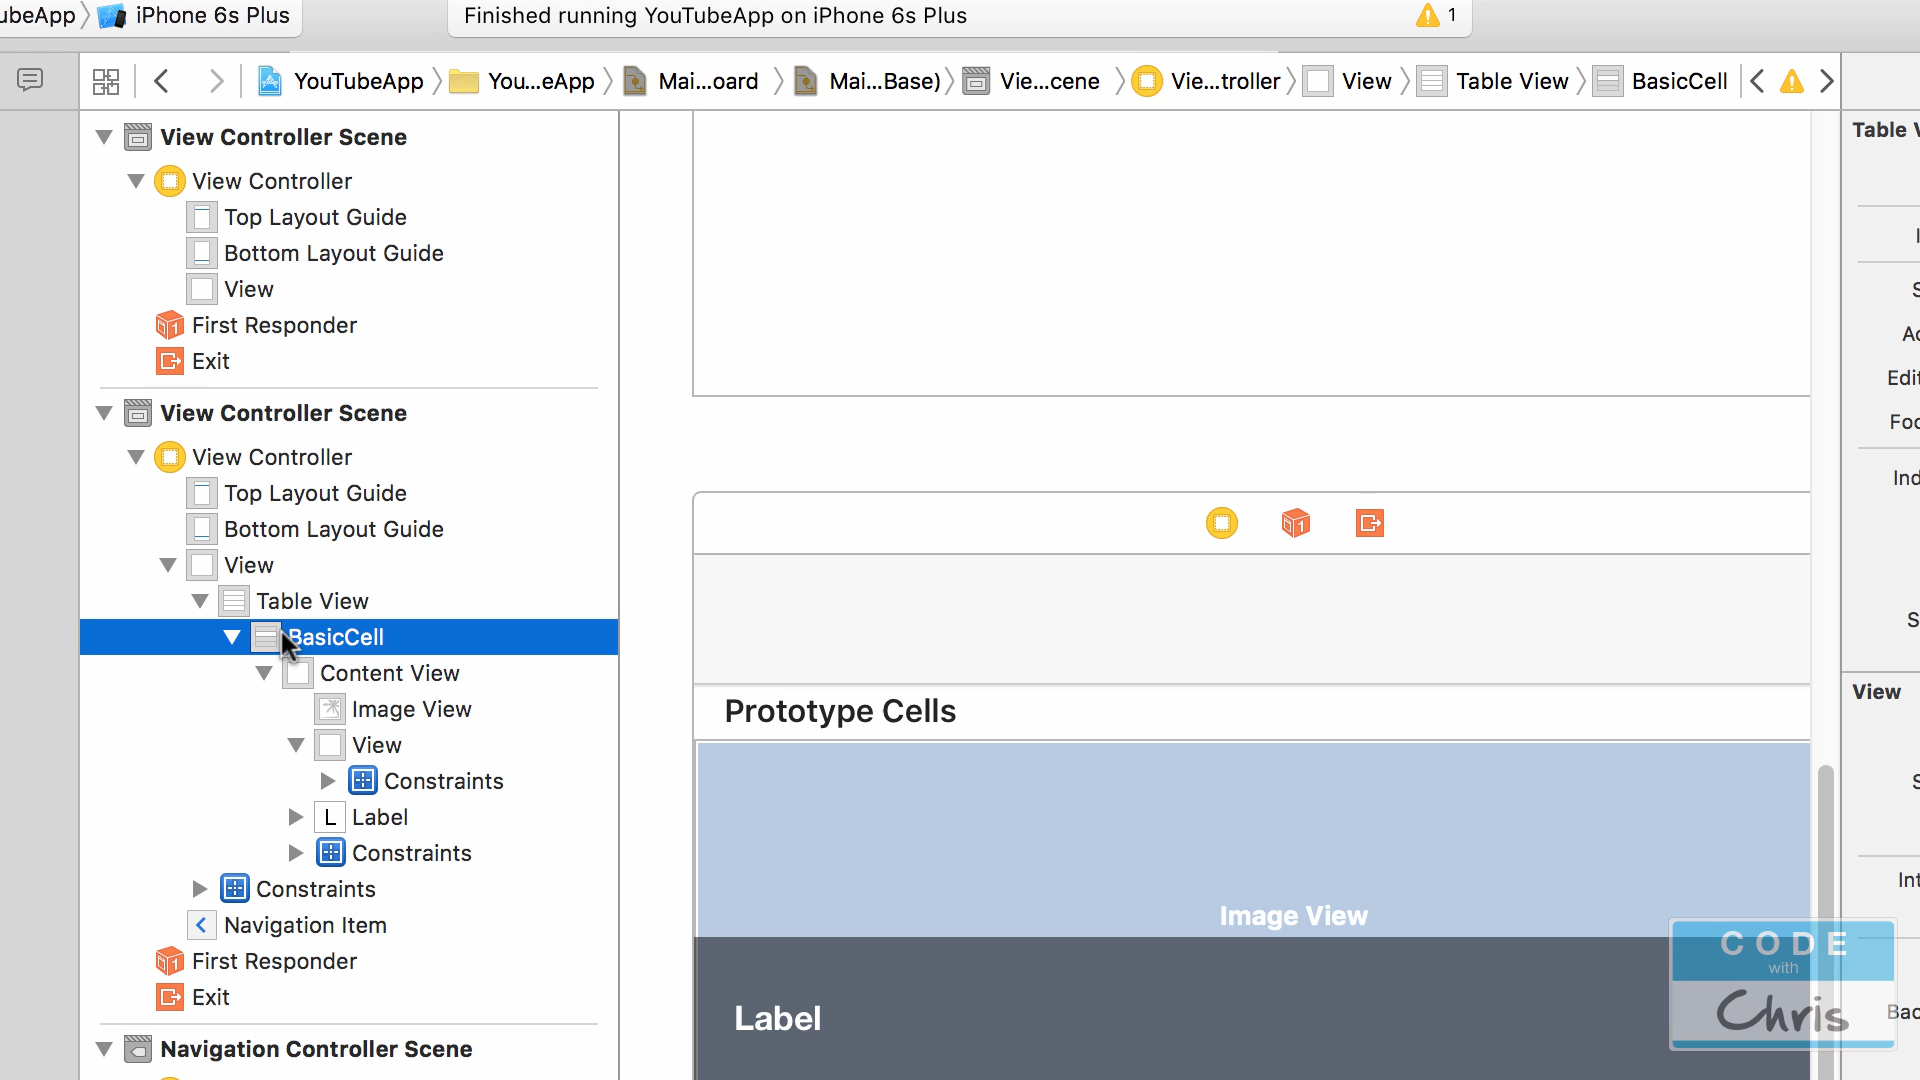 ubeApp iPhone 6s Plus Finished running YouTubeApp on iPhone 6s Plus 1
YouTubeApp You...eApp Mai...oard Mai...Base) Vie...cene Vie...troller View Table View BasicCell
View Controller Scene
View Controller
Top Layout Guide
Bottom Layout Guide
View
First Responder
Exit
View Controller Scene
View Controller
Top Layout Guide
Bottom Layout Guide
View
Table View
BasicCell
Content View
Image View
View
Constraints
L Label
Constraints
Constraints
Navigation Item
First Responder
Exit
Navigation Controller Scene
Prototype Cells
Image View
Label
Table V
Edit
Foo
Ind
View
Int
Bac
CODE
with
Chris